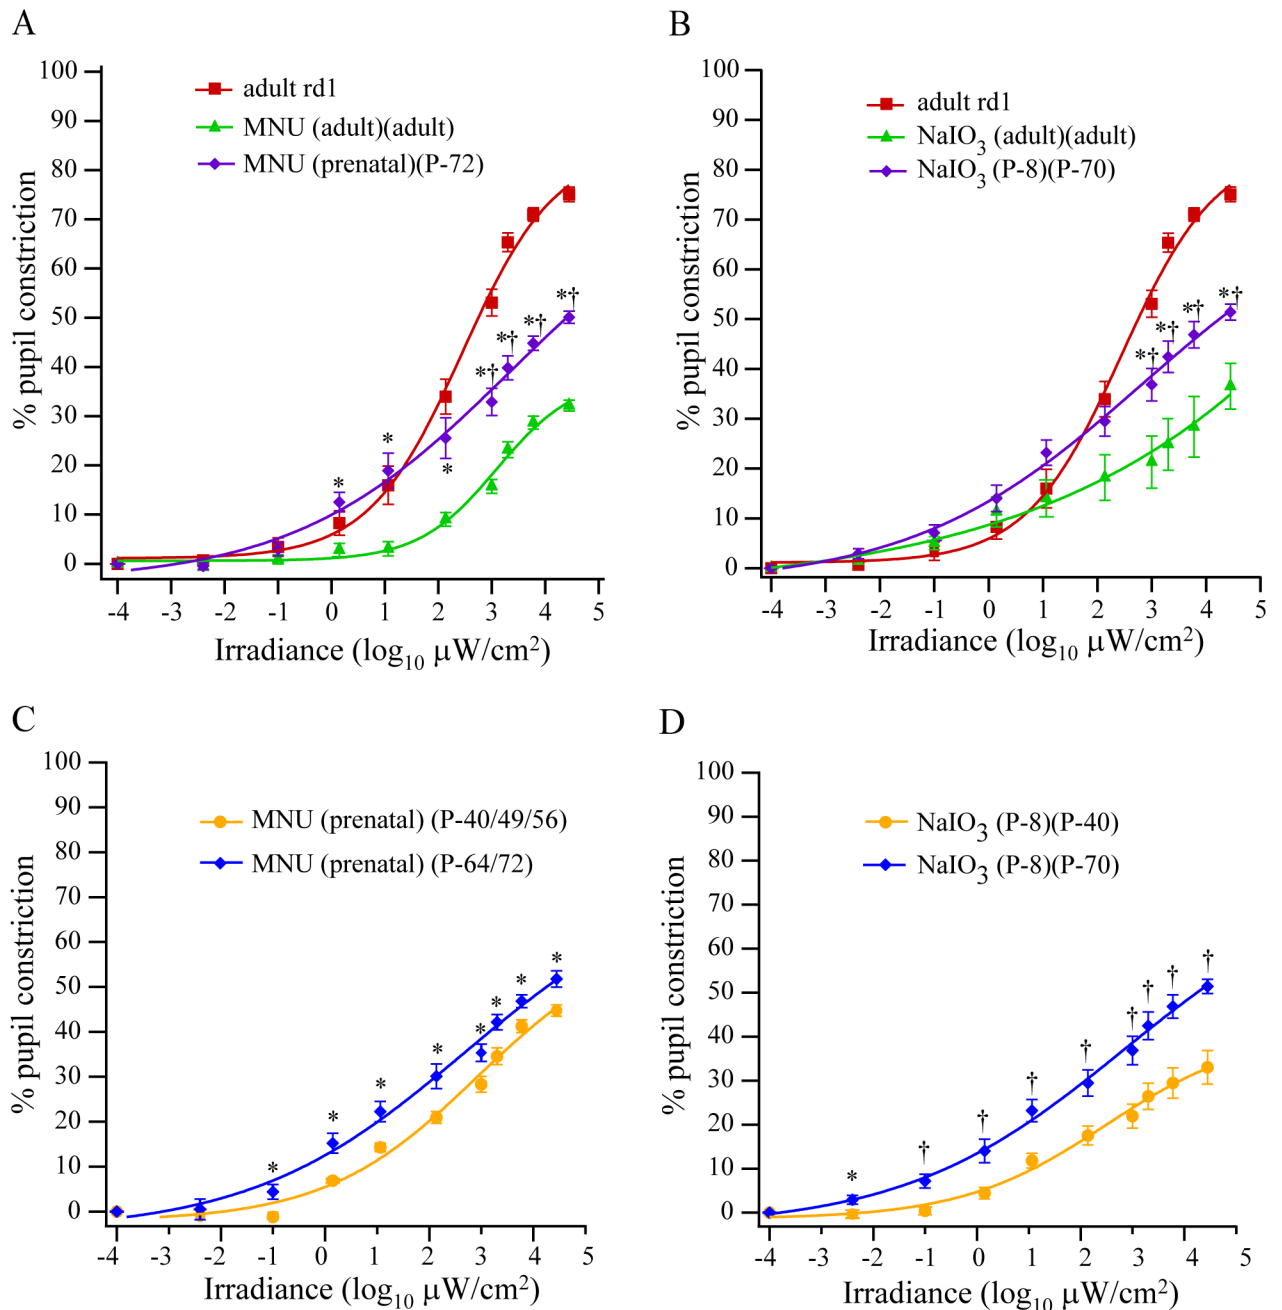 A
% pupil constriction
100
90
80
70
60
50
40
30
20
10
0
adult rd1
MNU (adult)(adult)
MNU (prenatal)(P-72)
*
*
*
*†
*†
*†
*†
-4 -3 -2 -1 0 1 2 3 4 5
Irradiance (log10 µW/cm2)
B
% pupil constriction
100
90
80
70
60
50
40
30
20
10
0
adult rd1
NaIO3 (adult)(adult)
NaIO3 (P-8)(P-70)
*†
*†
*†
*†
-4 -3 -2 -1 0 1 2 3 4 5
Irradiance (log10 µW/cm2)
C
% pupil constriction
100
90
80
70
60
50
40
30
20
10
0
MNU (prenatal) (P-40/49/56)
MNU (prenatal) (P-64/72)
*
*
*
*
*
*
*
*
-4 -3 -2 -1 0 1 2 3 4 5
Irradiance (log10 µW/cm2)
D
% pupil constriction
100
90
80
70
60
50
40
30
20
10
0
NaIO3 (P-8)(P-40)
NaIO3 (P-8)(P-70)
*
†
†
†
†
†
†
†
†
-4 -3 -2 -1 0 1 2 3 4 5
Irradiance (log10 µW/cm2)